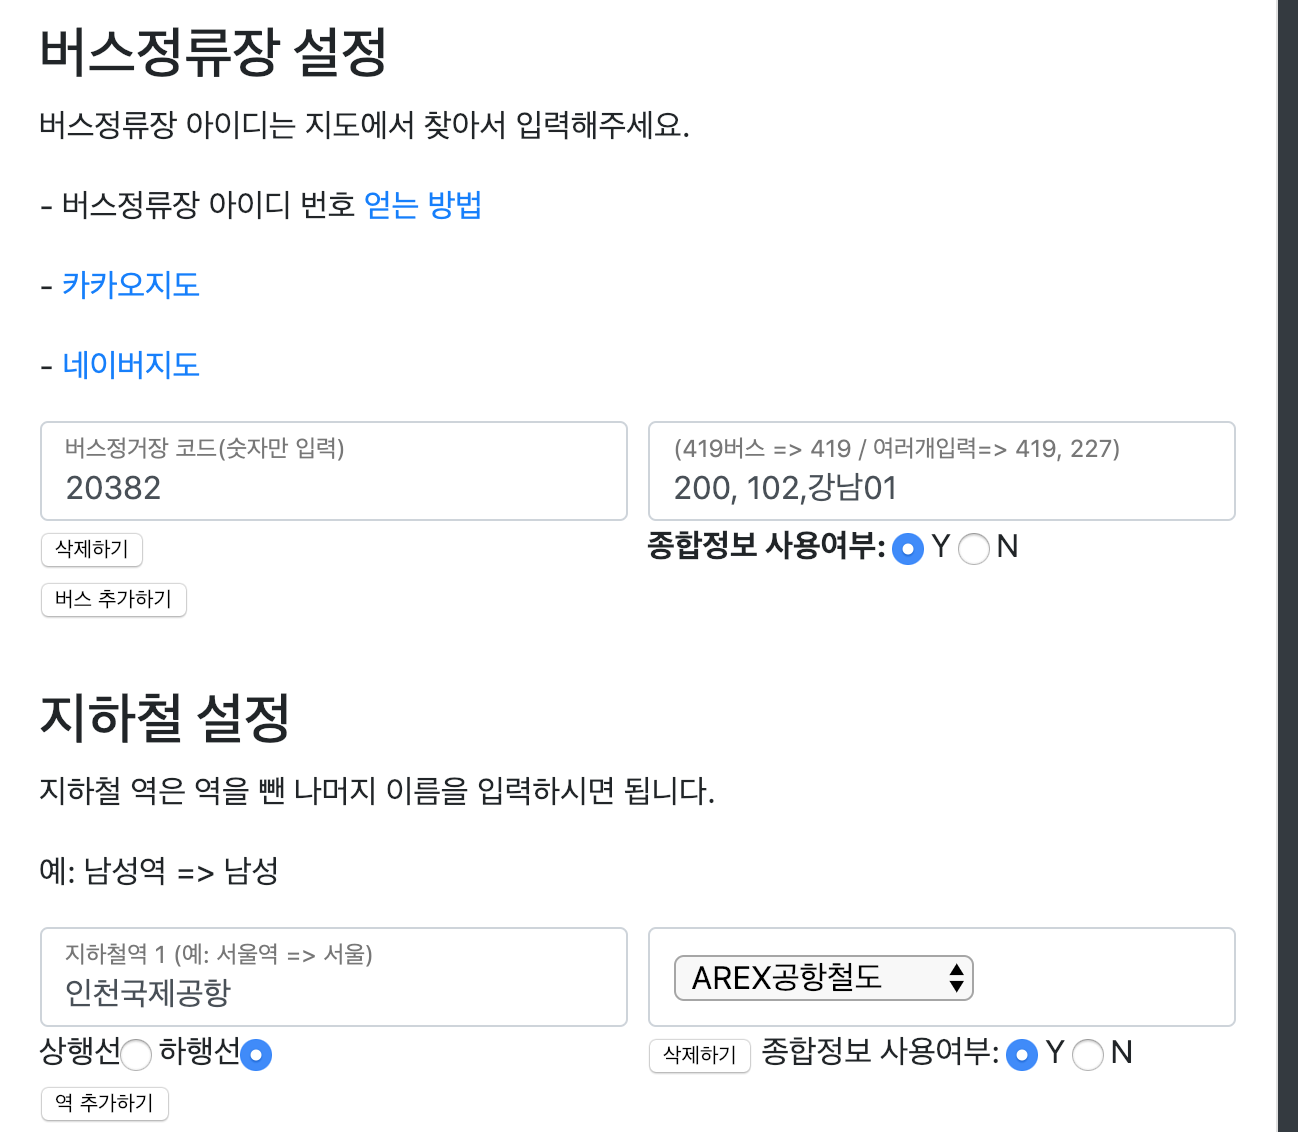 버스정류장 설정
버스정류장 아이디는 지도에서 찾아서 입력해주세요.
- 버스정류장 아이디 번호 얻는 방법
- 카카오지도
- 네이버지도
버스정거장 코드(숫자만 입력)
20382
(419버스 => 419 / 여러개입력=> 419, 227)
200, 102,강남01
삭제하기
종합정보 사용여부: Y N
버스 추가하기
지하철 설정
지하철 역은 역을 뺀 나머지 이름을 입력하시면 됩니다.
예: 남성역 => 남성
지하철역 1 (예: 서울역 => 서울)
인천국제공항
AREX공항철도
상행선 하행선
삭제하기 종합정보 사용여부: Y N
역 추가하기